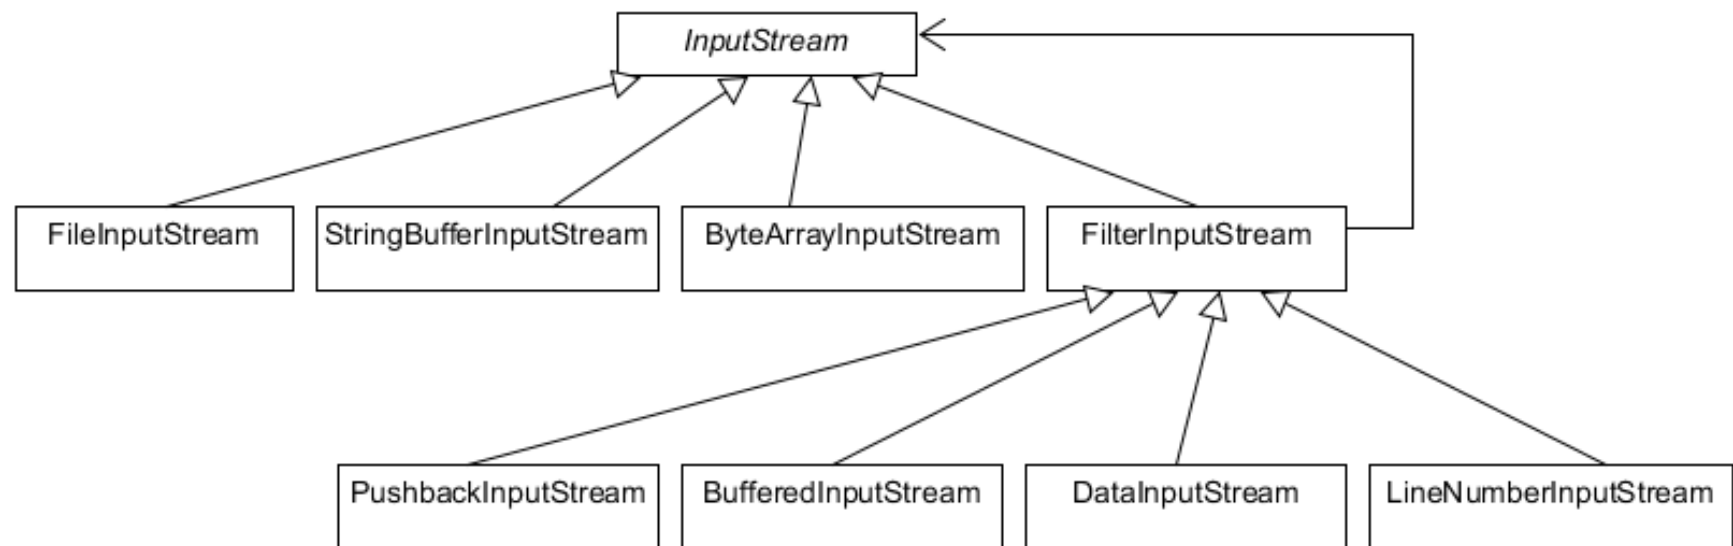 InputStream
FileInputStream
StringBufferInputStream
ByteArrayInputStream
FilterInputStream
PushbackInputStream
BufferedInputStream
DataInputStream
LineNumberInputStream